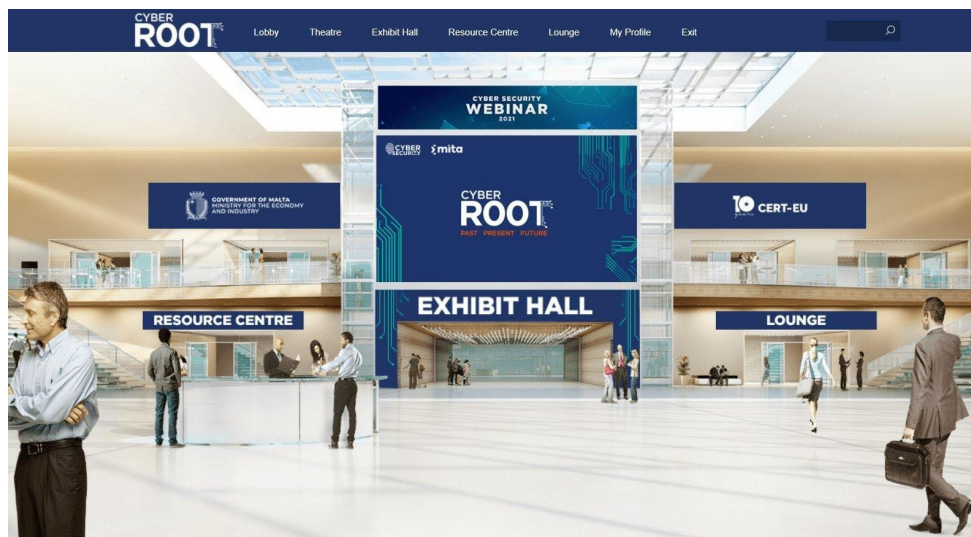 CYBER
ROOT
Lobby
Theatre
Exhibit Hall
Resource Centre
Lounge
My Profile
Exit
CYBER SECURITY
WEBINAR
2021
CYBER
SECURITY
mita
CYBER
ROOT
PAST PRESENT FUTURE
GOVERNMENT OF MALTA
MINISTRY FOR THE ECONOMY
AND INDUSTRY
10
years
CERT-EU
EXHIBIT HALL
RESOURCE CENTRE
LOUNGE